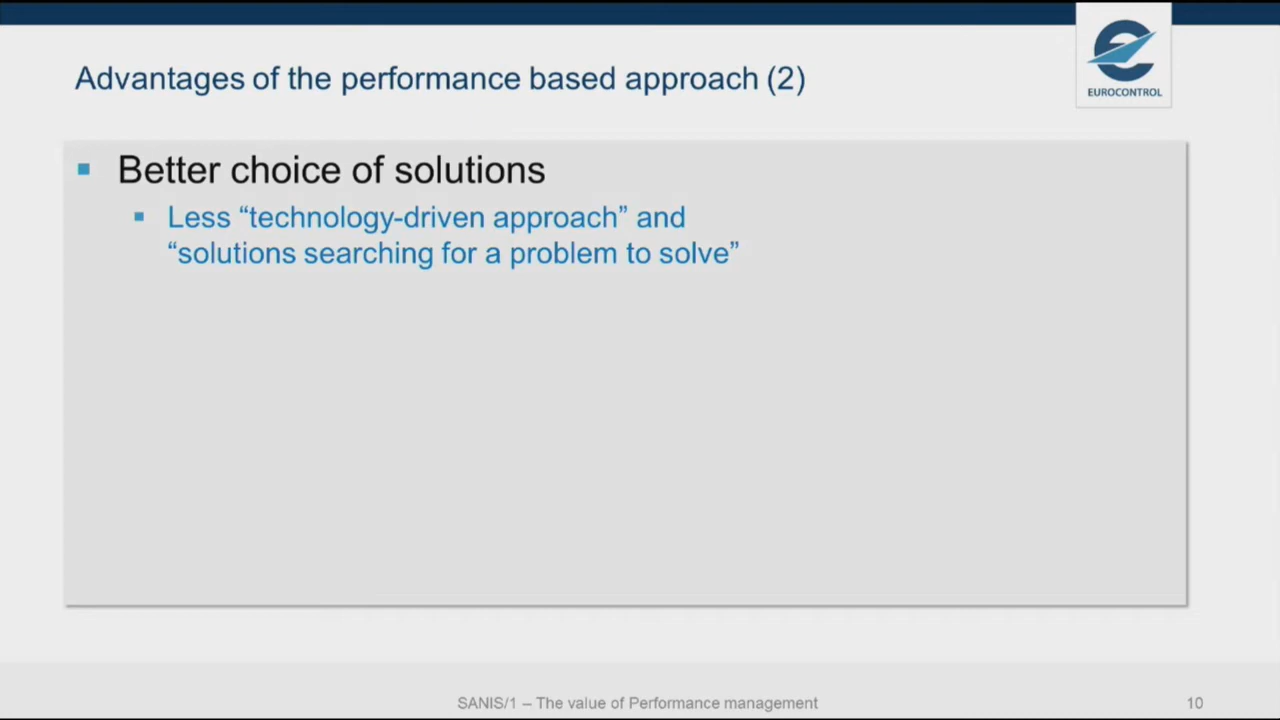 Advantages of the performance based approach (2)
EUROCONTROL
Better choice of solutions
Less “technology-driven approach” and
“solutions searching for a problem to solve”
SANIS/1 – The value of Performance management
10